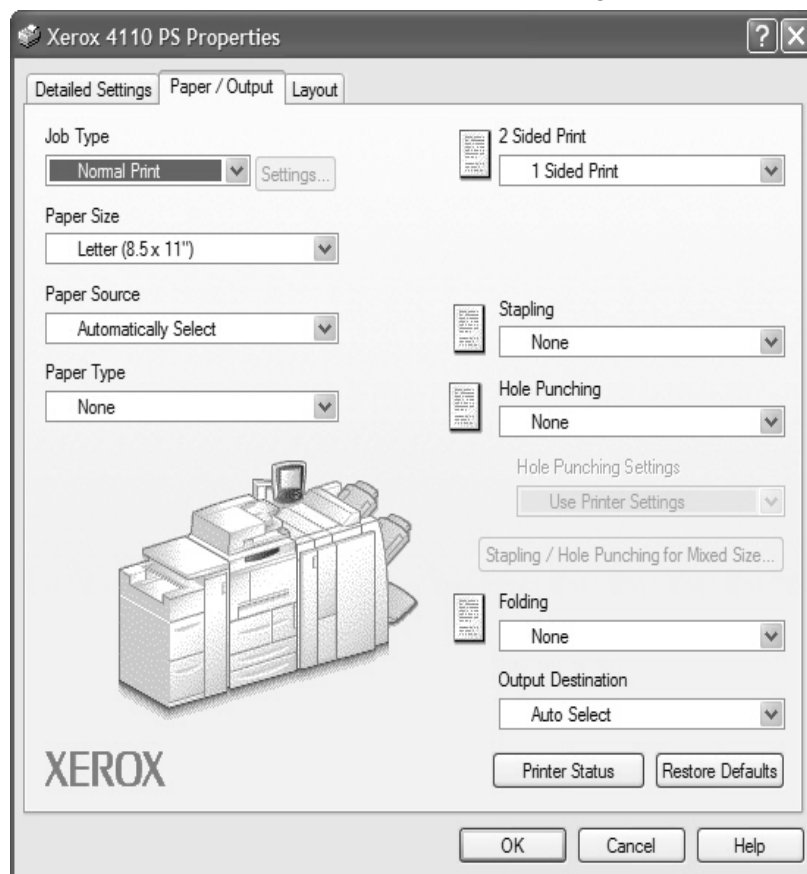 Xerox 4110 PS Properties
Detailed Settings
Paper / Output
Layout
Job Type
Normal Print
Settings...
Paper Size
Letter (8.5 x 11")
Paper Source
Automatically Select
Paper Type
None
XEROX
2 Sided Print
1 Sided Print
Stapling
None
Hole Punching
None
Hole Punching Settings
Use Printer Settings
Stapling / Hole Punching for Mixed Size...
Folding
None
Output Destination
Auto Select
Printer Status
Restore Defaults
OK
Cancel
Help